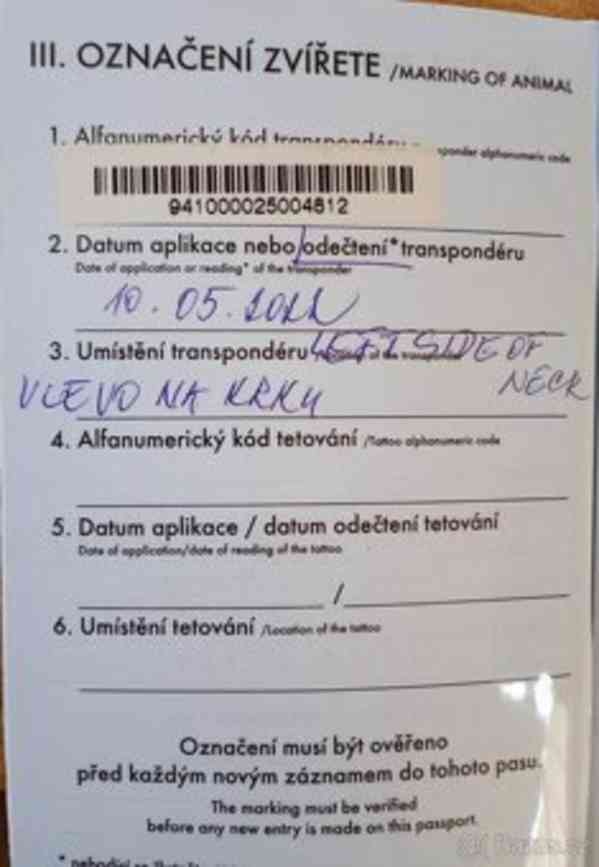 III. OZNAČENÍ ZVÍŘETE /MARKING OF ANIMAL
1. Alfanumerický kód transpondéru
sponder alphanumeric code
941000025004812
2. Datum aplikace nebo/odečtení* transpondéru
Date of application or reading* of the transponder
10.05.2022
3. Umístění transpondéru LEFT SIDE OF
NECK
VLEVO NA KRKU
4. Alfanumerický kód tetování /Tattoo alphanumeric code
5. Datum aplikace / datum odečtení tetování
Date of application/date of reading of the tattoo
/
6. Umístění tetování /Location of the tattoo
Označení musí být ověřeno
před každým novým záznamem do tohoto pasu.
The marking must be verified
before any new entry is made on this passport.